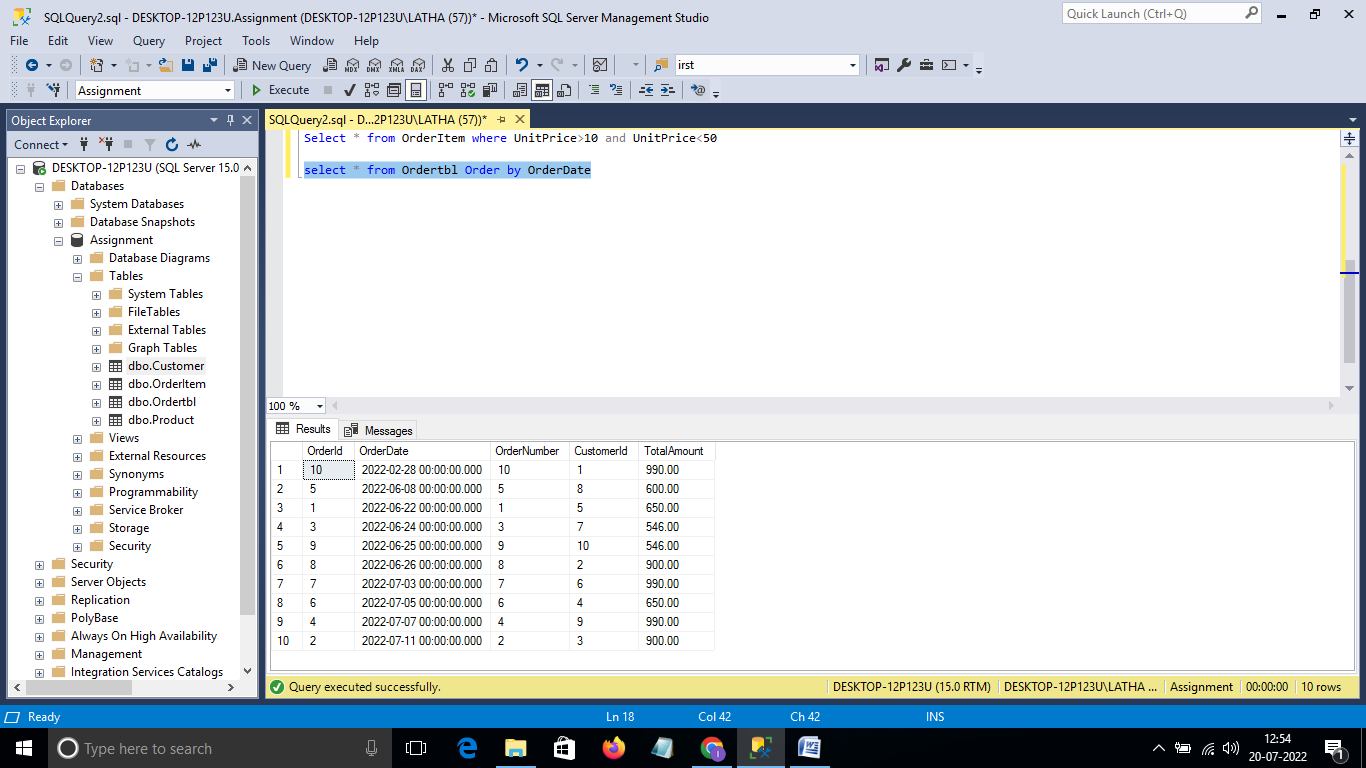 SQLQuery2.sql - DESKTOP-12P123U.Assignment (DESKTOP-12P123U\LATHA (57))* - Microsoft SQL Server Management Studio
Quick Launch (Ctrl+Q)
File Edit View Query Project Tools Window Help
New Query MDX DMX XMLA DAX irst
Assignment Execute
Object Explorer
Connect
DESKTOP-12P123U (SQL Server 15.0
Databases
System Databases
Database Snapshots
Assignment
Database Diagrams
Tables
System Tables
FileTables
External Tables
Graph Tables
dbo.Customer
dbo.OrderItem
dbo.Ordertbl
dbo.Product
Views
External Resources
Synonyms
Programmability
Service Broker
Storage
Security
Security
Server Objects
Replication
PolyBase
Always On High Availability
Management
Integration Services Catalogs
SQLQuery2.sql - D...2P123U\LATHA (57))*
Select * from OrderItem where UnitPrice>10 and UnitPrice<50
select * from Ordertbl Order by OrderDate
100 %
Results Messages
OrderId OrderDate OrderNumber CustomerId TotalAmount
1 10 2022-02-28 00:00:00.000 10 1 990.00
2 5 2022-06-08 00:00:00.000 5 8 600.00
3 1 2022-06-22 00:00:00.000 1 5 650.00
4 3 2022-06-24 00:00:00.000 3 7 546.00
5 9 2022-06-25 00:00:00.000 9 10 546.00
6 8 2022-06-26 00:00:00.000 8 2 900.00
7 7 2022-07-03 00:00:00.000 7 6 990.00
8 6 2022-07-05 00:00:00.000 6 4 650.00
9 4 2022-07-07 00:00:00.000 4 9 990.00
10 2 2022-07-11 00:00:00.000 2 3 900.00
Query executed successfully. DESKTOP-12P123U (15.0 RTM) DESKTOP-12P123U\LATHA ... Assignment 00:00:00 10 rows
Ready Ln 18 Col 42 Ch 42 INS
Type here to search
12:54
20-07-2022
1